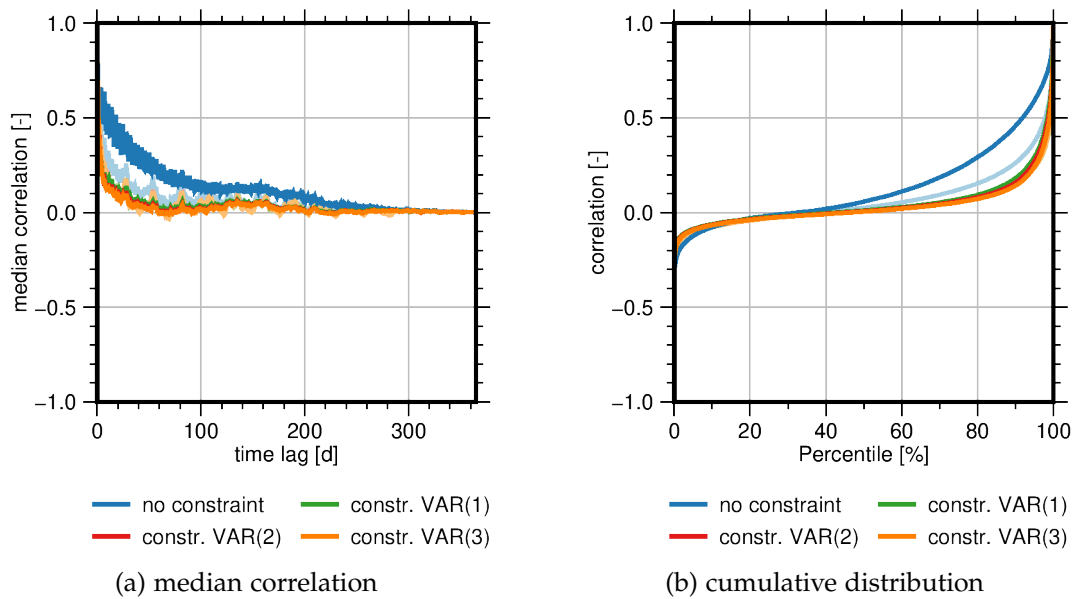 1.0
0.5
0.0
−0.5
−1.0
median correlation [-]
0 100 200 300
time lag [d]
no constraint constr. VAR(1)
constr. VAR(2) constr. VAR(3)
(a) median correlation
1.0
0.5
0.0
−0.5
−1.0
correlation [-]
0 20 40 60 80 100
Percentile [%]
no constraint constr. VAR(1)
constr. VAR(2) constr. VAR(3)
(b) cumulative distribution